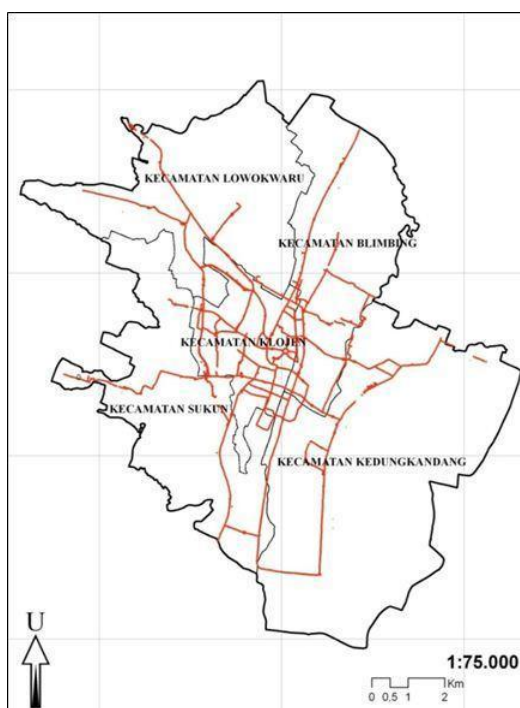 KECAMATAN LOWOKWARU
KECAMATAN BLIMBING
KECAMATAN KLOJEN
KECAMATAN SUKUN
KECAMATAN KEDUNGKANDANG
U
1:75.000
Km
0 0,5 1 2